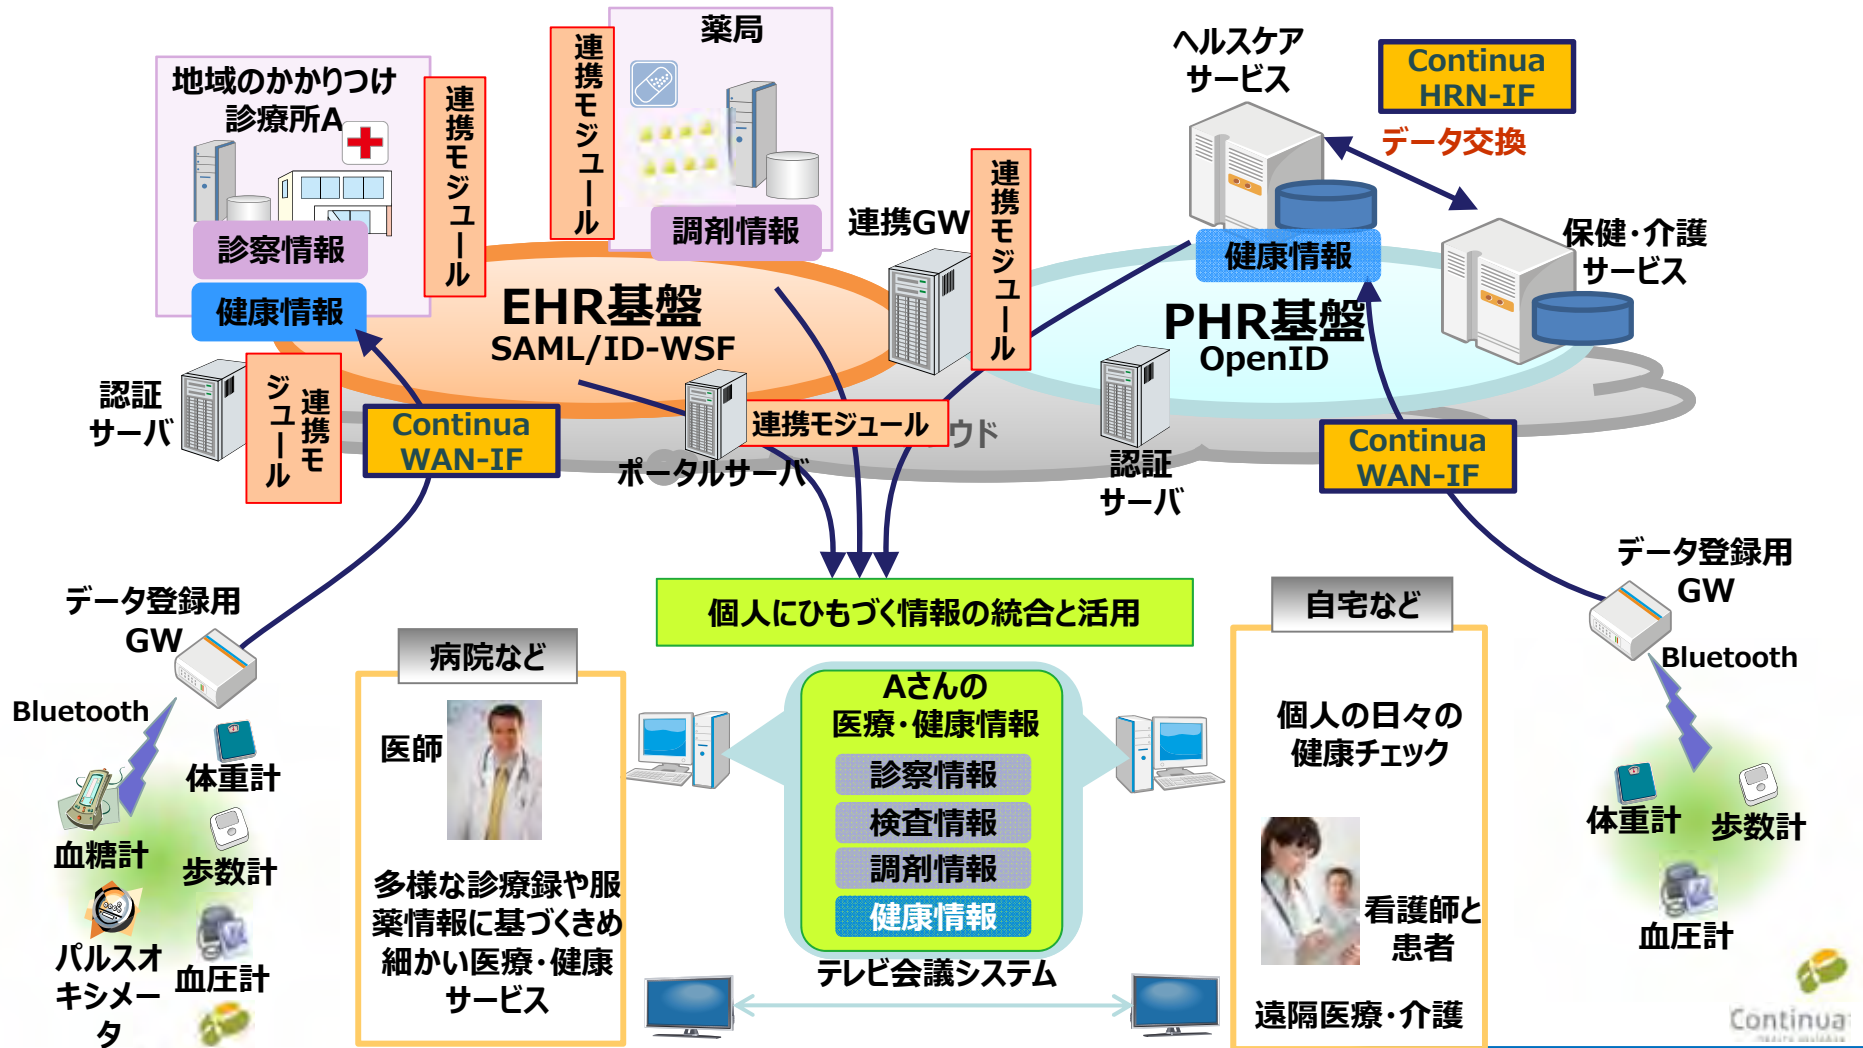 薬局
連携モジュール
地域のかかりつけ
診療所A
連携モジュール
調剤情報
診察情報
健康情報
ヘルスケア
サービス
Continua
HRN-IF
データ交換
連携GW
連携モジュール
健康情報
保健・介護
サービス
EHR基盤
SAML/ID-WSF
PHR基盤
OpenID
認証
サーバ
連携モ
ジュール
Continua
WAN-IF
連携モジュール
ウド
ポータルサーバ
認証
サーバ
Continua
WAN-IF
データ登録用
GW
Bluetooth
体重計
血糖計
歩数計
パルスオ
キシメー
タ
血圧計
個人にひもづく情報の統合と活用
病院など
医師
多様な診療録や服
薬情報に基づくきめ
細かい医療・健康
サービス
Aさんの
医療・健康情報
診察情報
検査情報
調剤情報
健康情報
テレビ会議システム
自宅など
個人の日々の
健康チェック
看護師と
患者
遠隔医療・介護
データ登録用
GW
Bluetooth
体重計
歩数計
血圧計
Continua